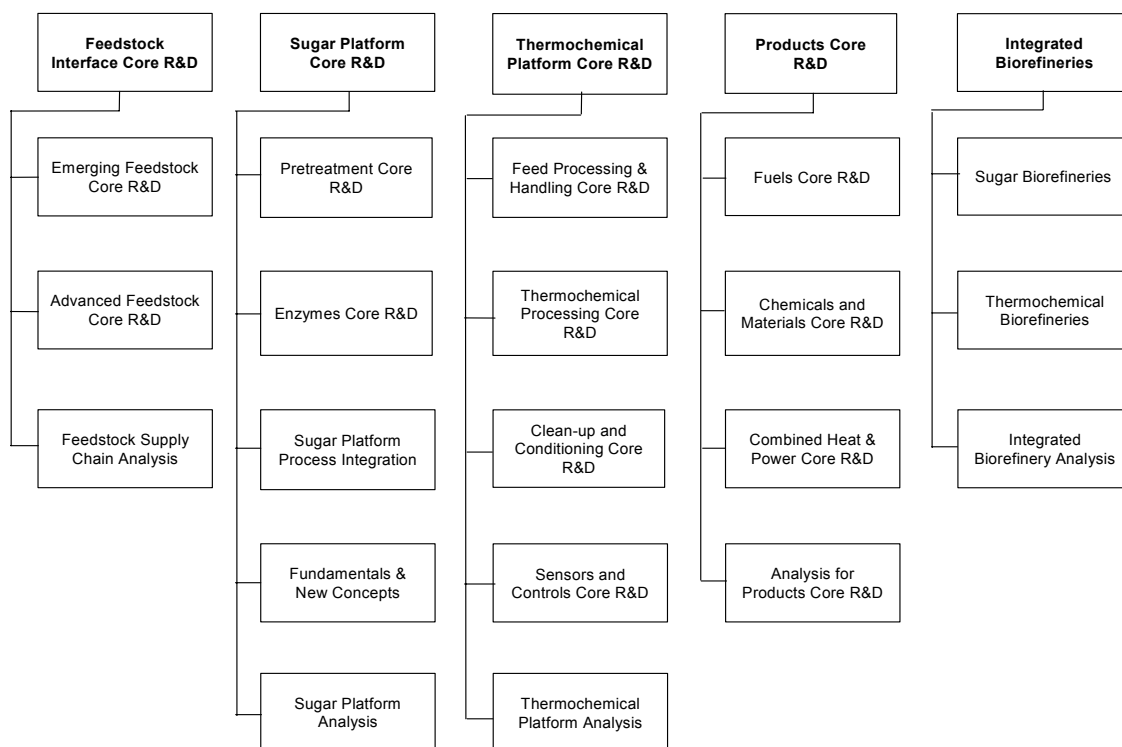 Feedstock
Interface Core R&D
Emerging Feedstock
Core R&D
Advanced Feedstock
Core R&D
Feedstock Supply
Chain Analysis
Sugar Platform
Core R&D
Pretreatment Core
R&D
Enzymes Core R&D
Sugar Platform
Process Integration
Fundamentals &
New Concepts
Sugar Platform
Analysis
Thermochemical
Platform Core R&D
Feed Processing &
Handling Core R&D
Thermochemical
Processing Core
R&D
Clean-up and
Conditioning Core
R&D
Sensors and
Controls Core R&D
Thermochemical
Platform Analysis
Products Core
R&D
Fuels Core R&D
Chemicals and
Materials Core R&D
Combined Heat &
Power Core R&D
Analysis for
Products Core R&D
Integrated
Biorefineries
Sugar Biorefineries
Thermochemical
Biorefineries
Integrated
Biorefinery Analysis